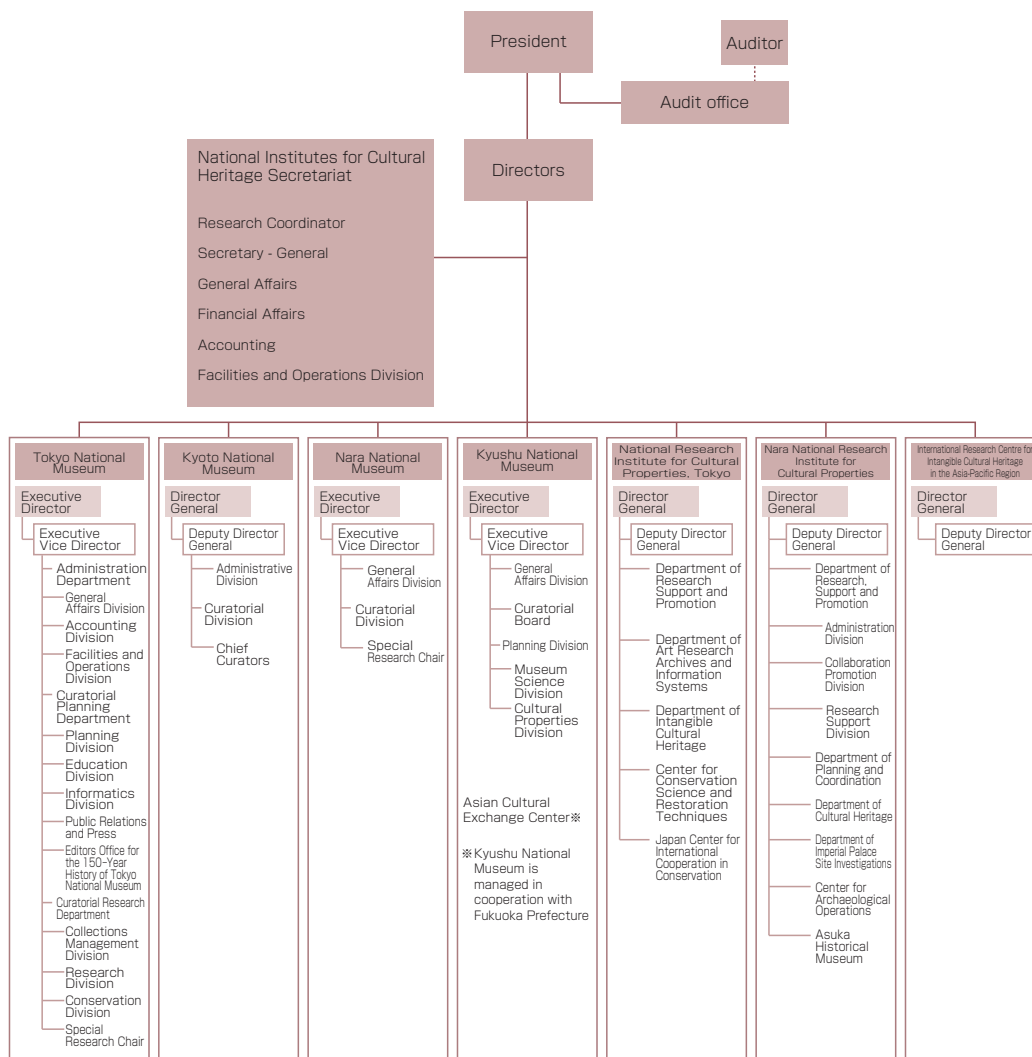 President
Auditor
Audit office
National Institutes for Cultural
Heritage Secretariat
Research Coordinator
Secretary - General
General Affairs
Financial Affairs
Accounting
Facilities and Operations Division
Directors
Tokyo National
Museum
Executive
Director
Executive
Vice Director
Administration
Department
General
Affairs Division
Accounting
Division
Facilities and
Operations
Division
Curatorial
Planning
Department
Planning
Division
Education
Division
Informatics
Division
Public Relations
and Press
Editors Office for
the 150-Year
History of Tokyo
National Museum
Curatorial Research
Department
Collections
Management
Division
Research
Division
Conservation
Division
Special
Research Chair
Kyoto National
Museum
Director
General
Deputy Director
General
Administrative
Division
Curatorial
Division
Chief
Curators
Nara National
Museum
Executive
Director
Executive
Vice Director
General
Affairs Division
Curatorial
Division
Special
Research Chair
Kyushu National
Museum
Executive
Director
Executive
Vice Director
General
Affairs Division
Curatorial
Board
Planning Division
Museum
Science
Division
Cultural
Properties
Division
Asian Cultural
Exchange Center※
※Kyushu National
Museum is
managed in
cooperation with
Fukuoka Prefecture
National Research
Institute for Cultural
Properties, Tokyo
Director
General
Deputy Director
General
Department of
Research
Support and
Promotion
Department of
Art Research
Archives and
Information
Systems
Department of
Intangible
Cultural
Heritage
Center for
Conservation
Science and
Restoration
Techniques
Japan Center for
International
Cooperation in
Conservation
Nara National Research
Institute for
Cultural Properties
Director
General
Deputy Director
General
Department of
Research,
Support and
Promotion
Administration
Division
Collaboration
Promotion
Division
Research
Support
Division
Department of
Planning and
Coordination
Department of
Cultural Heritage
Department of
Imperial Palace
Site Investigations
Center for
Archaeological
Operations
Asuka
Historical
Museum
International Research Centre for
Intangible Cultural Heritage
in the Asia-Pacific Region
Director
General
Deputy Director
General